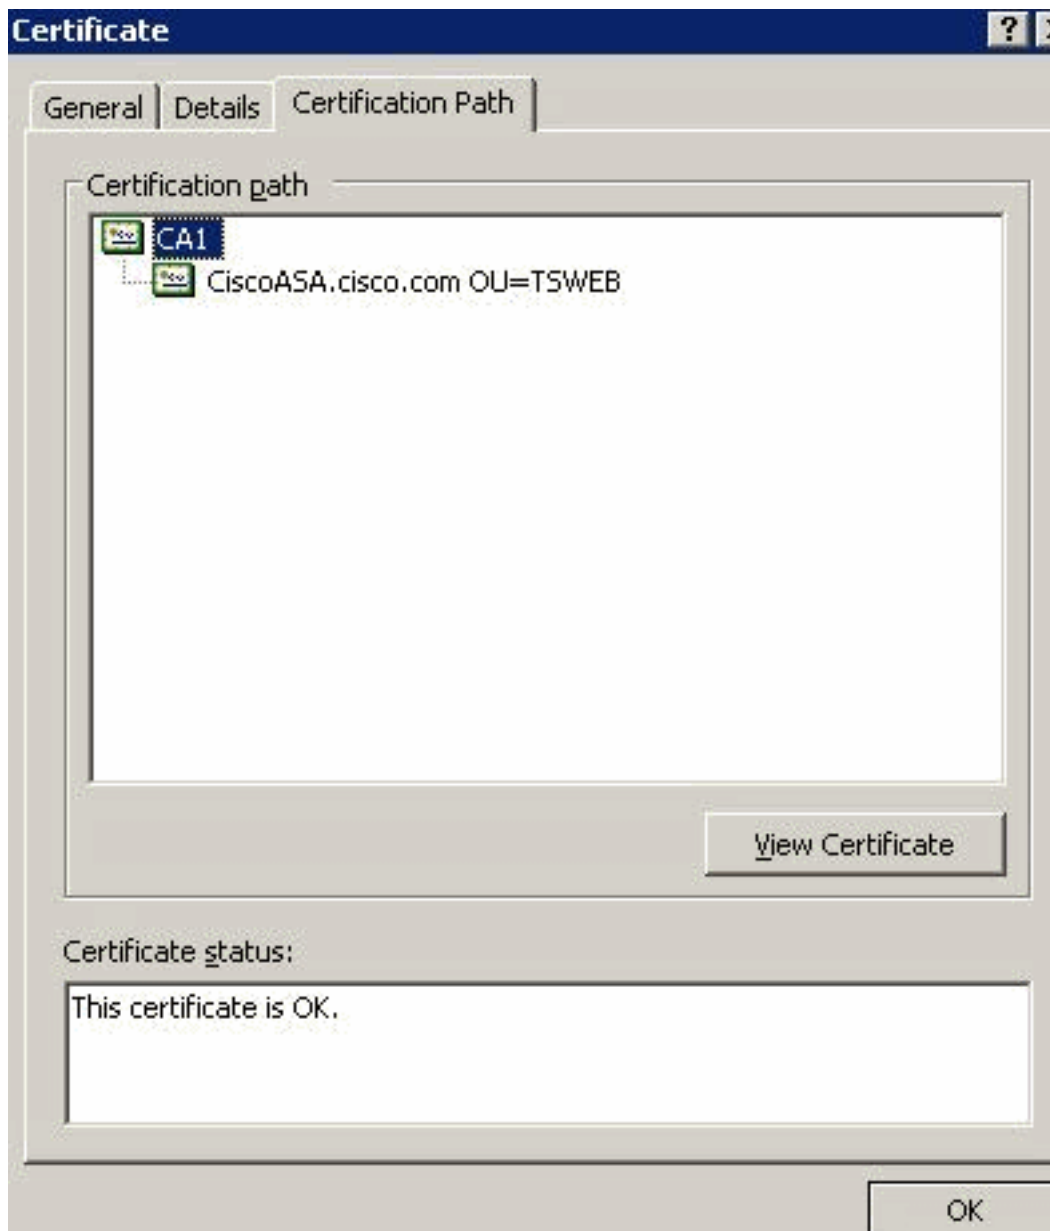 Certificate
General
Details
Certification Path
Certification path
CA1
CiscoASA.cisco.com OU=TSWEB
View Certificate
Certificate status:
This certificate is OK.
OK